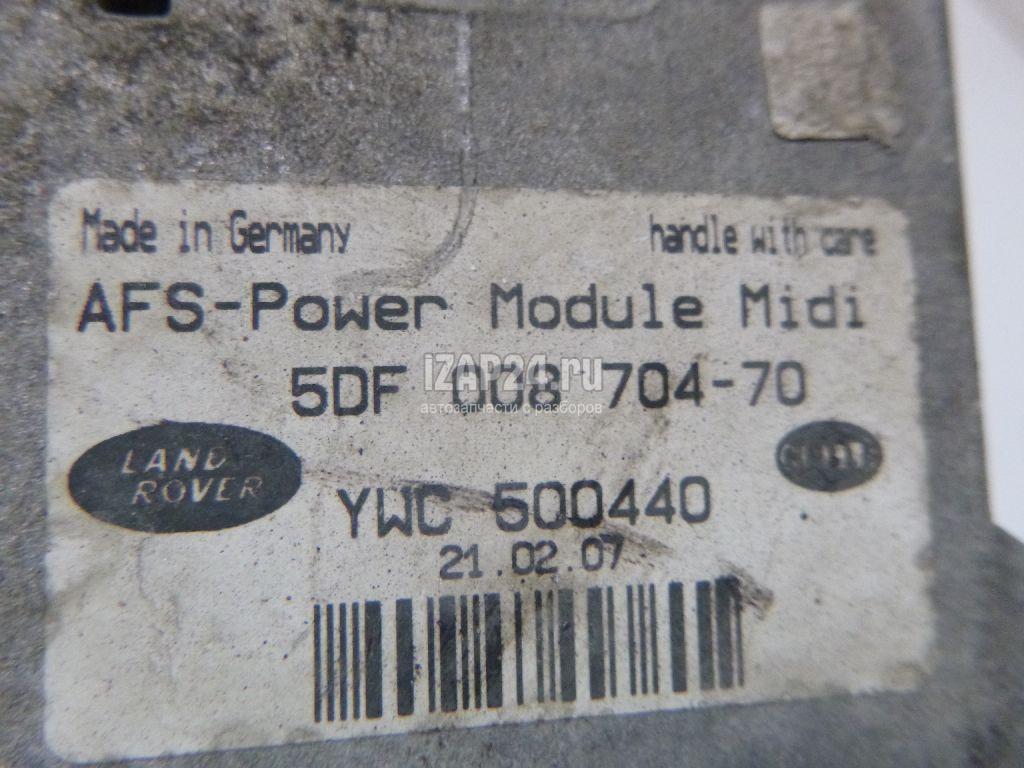 Made in Germany handle with care
AFS-Power Module Midi
5DF 008 704-70
iZAP24.ru
автозапчасти с разборов
LAND ROVER
YWC 500440
21.02.07